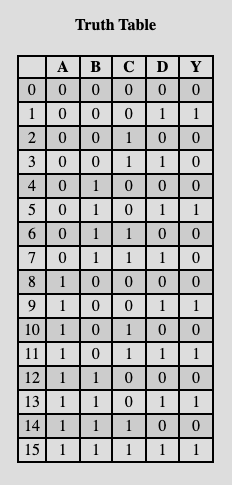 Truth Table
A B C D Y
0 0 0 0 0 0
1 0 0 0 1 1
2 0 0 1 0 0
3 0 0 1 1 0
4 0 1 0 0 0
5 0 1 0 1 1
6 0 1 1 0 0
7 0 1 1 1 0
8 1 0 0 0 0
9 1 0 0 1 1
10 1 0 1 0 0
11 1 0 1 1 1
12 1 1 0 0 0
13 1 1 0 1 1
14 1 1 1 0 0
15 1 1 1 1 1